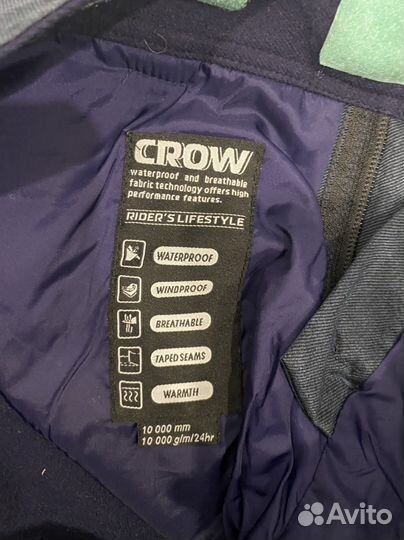 CROW
waterproof and breathable
fabric technology offers high
performance features.
RIDER'S LIFESTYLE
WATERPROOF
WINDPROOF
BREATHABLE
TAPED SEAMS
WARMTH
10 000 mm
10 000 g/m/24hr
Avito